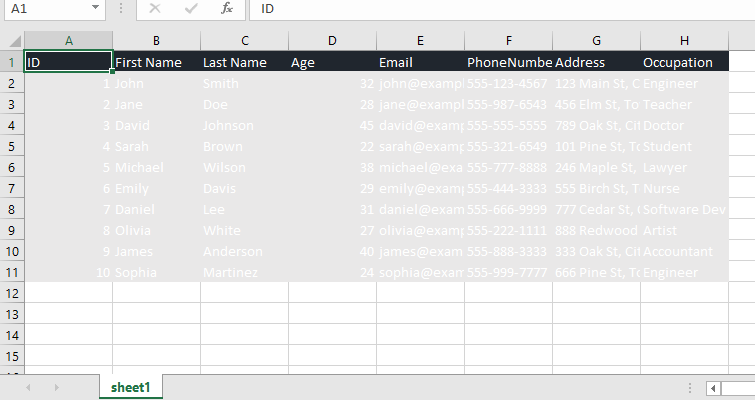 A1 fx ID
A B C D E F G H
1 ID First Name Last Name Age Email PhoneNumbe Address Occupation
2 1 John Smith 32 john@exampl 555-123-4567 123 Main St, C Engineer
3 2 Jane Doe 28 jane@exampl 555-987-6543 456 Elm St, To Teacher
4 3 David Johnson 45 david@examp 555-555-5555 789 Oak St, Cit Doctor
5 4 Sarah Brown 22 sarah@examp 555-321-6549 101 Pine St, To Student
6 5 Michael Wilson 38 michael@exa 555-777-8888 246 Maple St, Lawyer
7 6 Emily Davis 29 emily@examp 555-444-3333 555 Birch St, T Nurse
8 7 Daniel Lee 31 daniel@exam 555-666-9999 777 Cedar St, Software Dev
9 8 Olivia White 27 olivia@examp 555-222-1111 888 Redwood Artist
10 9 James Anderson 40 james@exam 555-888-3333 333 Oak St, Cit Accountant
11 10 Sophia Martinez 24 sophia@exam 555-999-7777 666 Pine St, To Engineer
12
13
14
15
sheet1